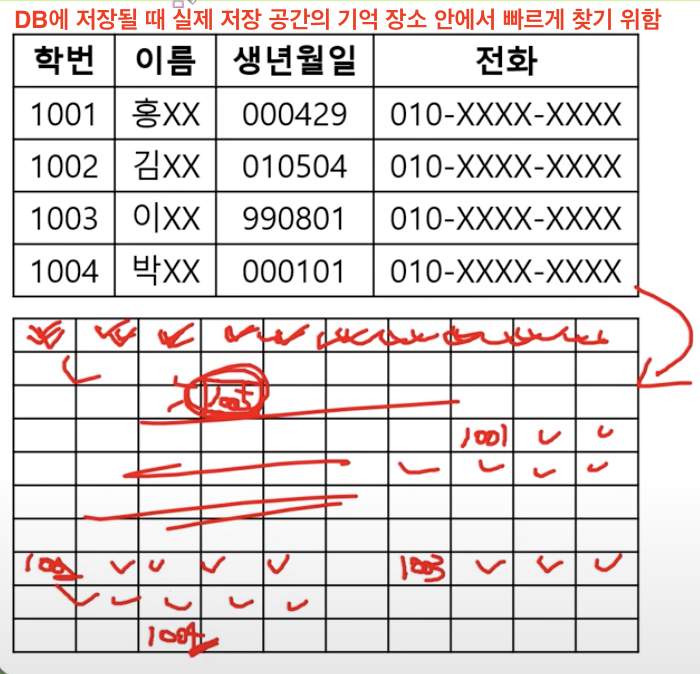 DB에 저장될 때 실제 저장 공간의 기억 장소 안에서 빠르게 찾기 위함
학번 이름 생년월일 전화
1001 홍XX 000429 010-XXXX-XXXX
1002 김XX 010504 010-XXXX-XXXX
1003 이XX 990801 010-XXXX-XXXX
1004 박XX 000101 010-XXXX-XXXX
1005
1001
1002 1003
1004